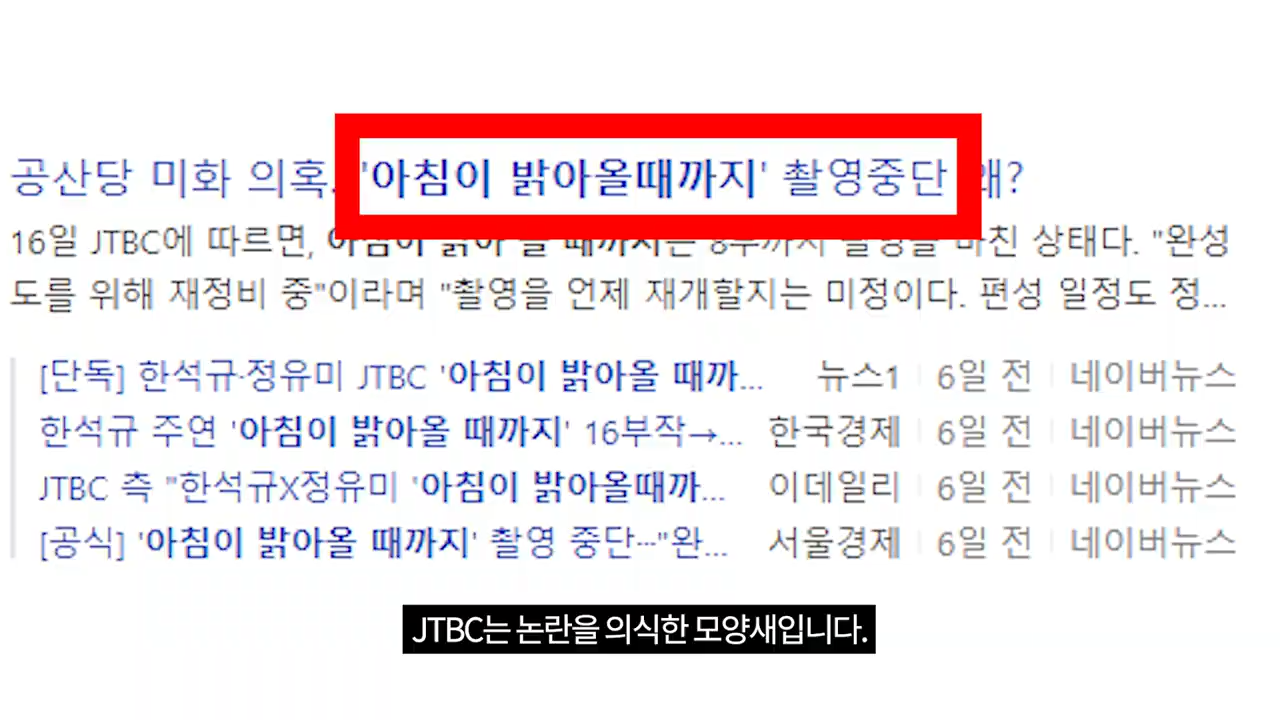 공산당 미화 의혹. '아침이 밝아올때까지' 촬영중단 왜?
16일 JTBC에 따르면, 아침이 밝아 올 때까지는 8부까지 촬영을 마친 상태다. "완성
도를 위해 재정비 중"이라며 "촬영을 언제 재개할지는 미정이다. 편성 일정도 정...
[단독] 한석규·정유미 JTBC '아침이 밝아올 때까... 뉴스1 6일 전 네이버뉴스
한석규 주연 '아침이 밝아올 때까지' 16부작→... 한국경제 6일 전 네이버뉴스
JTBC 측 "한석규X정유미 '아침이 밝아올때까... 이데일리 6일 전 네이버뉴스
[공식] '아침이 밝아올 때까지' 촬영 중단…"완... 서울경제 6일 전 네이버뉴스
JTBC는 논란을 의식한 모양새입니다.